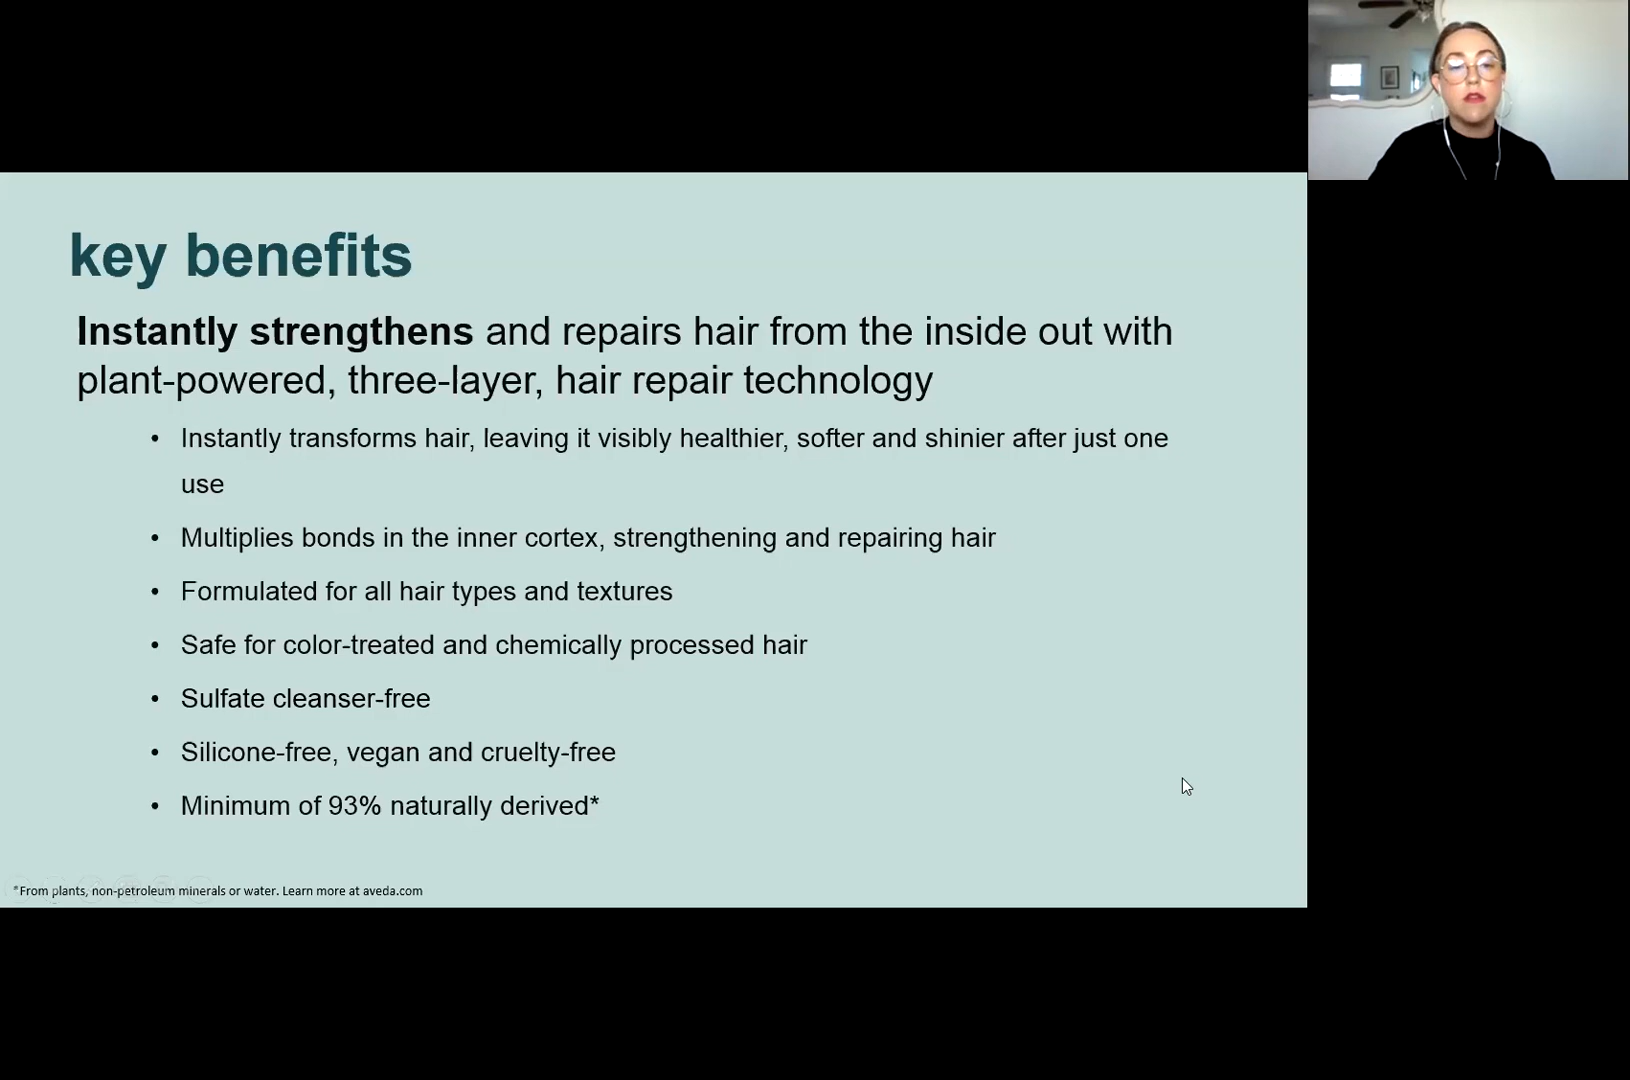 key benefits
Instantly strengthens and repairs hair from the inside out with
plant-powered, three-layer, hair repair technology
• Instantly transforms hair, leaving it visibly healthier, softer and shinier after just one
use
• Multiplies bonds in the inner cortex, strengthening and repairing hair
• Formulated for all hair types and textures
• Safe for color-treated and chemically processed hair
• Sulfate cleanser-free
• Silicone-free, vegan and cruelty-free
• Minimum of 93% naturally derived*
*From plants, non-petroleum minerals or water. Learn more at aveda.com